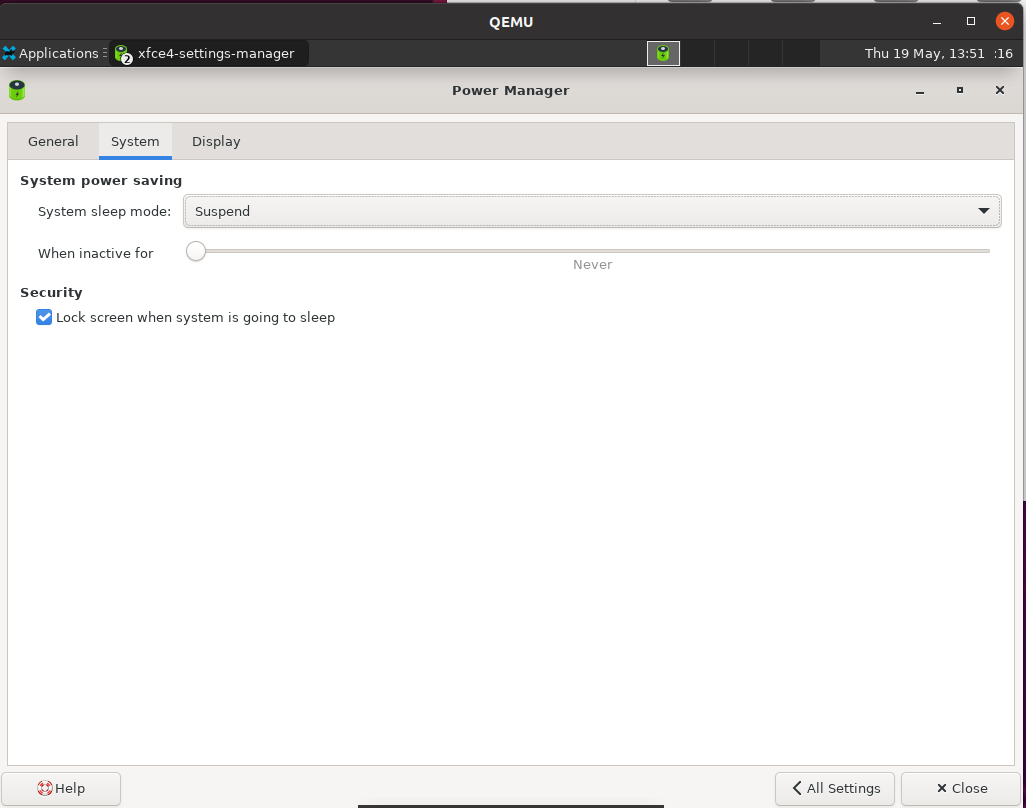 QEMU
Applications 2 xfce4-settings-manager Thu 19 May, 13:51 :16
Power Manager
General System Display
System power saving
System sleep mode: Suspend
When inactive for
Never
Security
Lock screen when system is going to sleep
Help All Settings Close